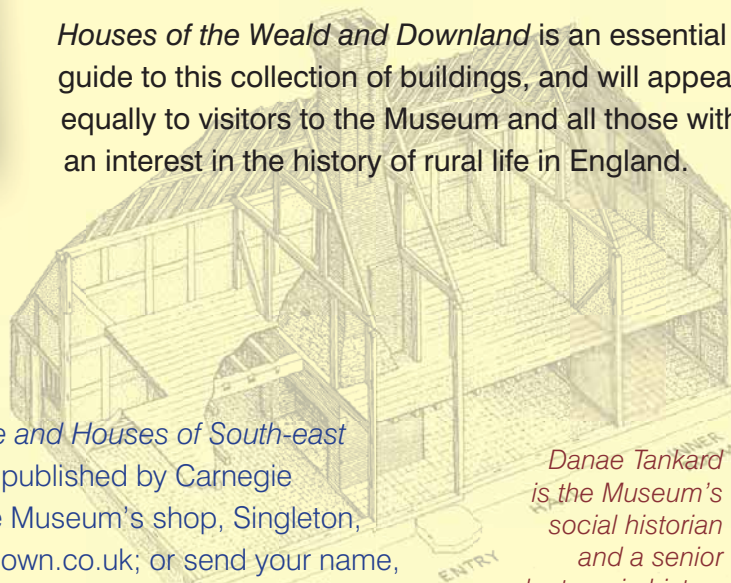 Houses of the Weald and Downland is an essential
guide to this collection of buildings, and will appea
equally to visitors to the Museum and all those with
an interest in the history of rural life in England.
e and Houses of South-east
published by Carnegie
e Museum’s shop, Singleton,
own.co.uk; or send your name,
Danae Tankard
is the Museum’s
social historian
and a senior
INNER
HALL
ENTRY